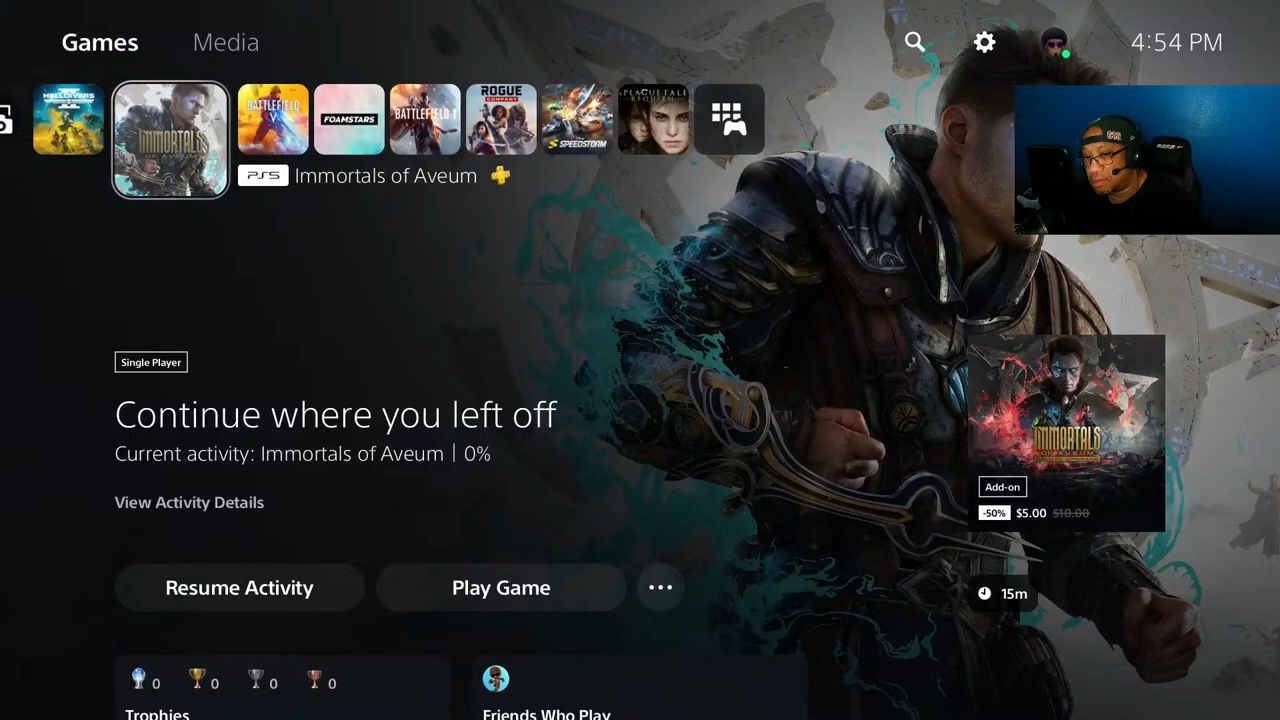 Games
Media
4:54 PM
HELLDIVERS
II
IMMORTALS
OF AVEUM
BATTLEFIELD
V
FOAMSTARS
BATTLEFIELD 1
ROGUE
COMPANY
SPEEDSTORM
A PLAGUE TALE
REQUIEM
PS5 Immortals of Aveum
Single Player
Continue where you left off
Current activity: Immortals of Aveum | 0%
View Activity Details
Resume Activity
Play Game
•••
IMMORTALS
OF AVEUM
Add-on
-50% $5.00 $10.00
15m
0 0 0 0
Trophies
Friends Who Play